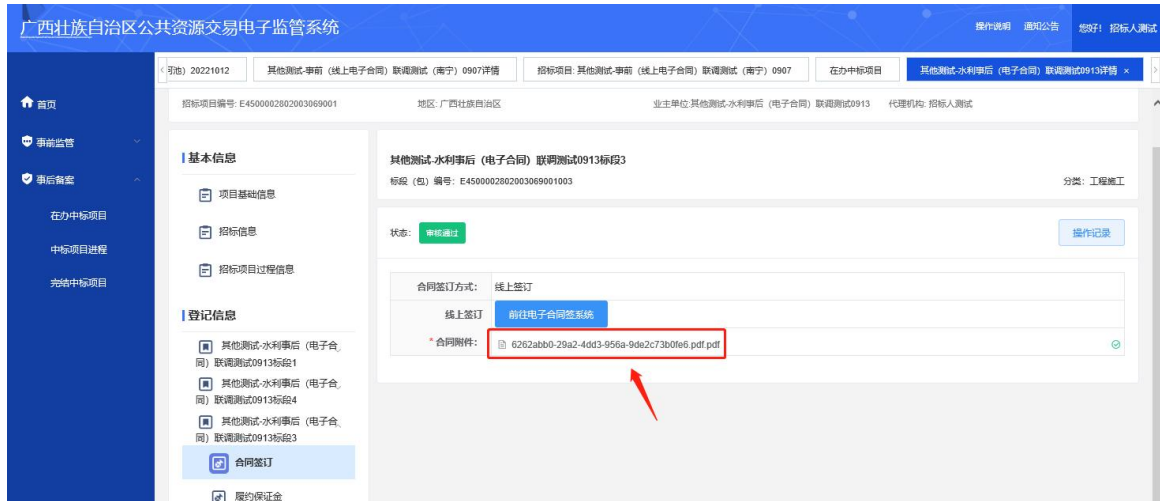 广西壮族自治区公共资源交易电子监管系统
操作说明 通知公告 您好! 招标人测试
河池) 20221012 其他测试-事前 (线上电子合同) 联调测试 (南宁) 0907详情 招标项目: 其他测试-事前 (线上电子合同) 联调测试 (南宁) 0907 在办中标项目 其他测试-水利事后 (电子合同) 联调测试0913详情 ×
首页
事前监管
事后备案
在办中标项目
中标项目进程
完结中标项目
招标项目编号: E4500002802003069001 地区: 广西壮族自治区 业主单位:其他测试-水利事后 (电子合同) 联调测试0913 代理机构: 招标人测试
基本信息
项目基础信息
招标信息
招标项目过程信息
登记信息
其他测试-水利事后 (电子合
同) 联调测试0913标段1
其他测试-水利事后 (电子合
同) 联调测试0913标段4
其他测试-水利事后 (电子合
同) 联调测试0913标段3
合同签订
履约保证金
其他测试-水利事后 (电子合同) 联调测试0913标段3
标段 (包) 编号: E4500002802003069001003 分类: 工程施工
状态: 审核通过 操作记录
合同签订方式: 线上签订
线上签订 前往电子合同签系统
*合同附件: 6262abb0-29a2-4dd3-956a-9de2c73b0fe6.pdf.pdf